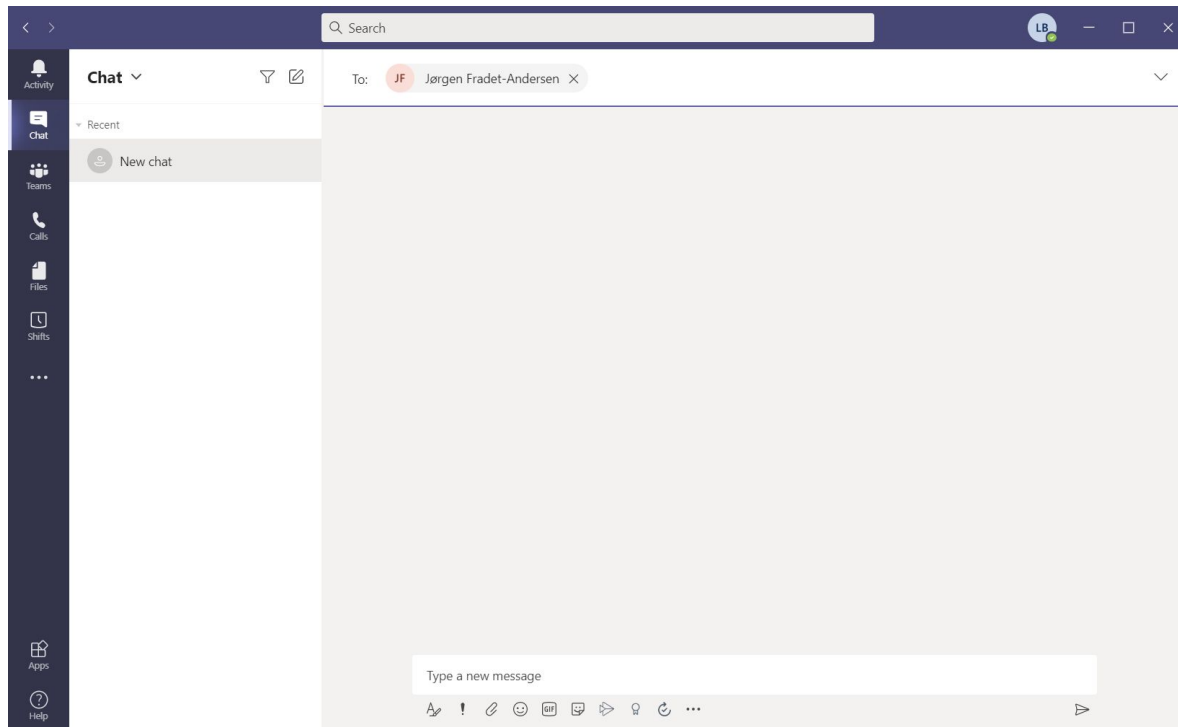 Search
LB
Activity
Chat
Teams
Calls
Files
Shifts
Apps
Help
Chat
Recent
New chat
To: JF Jørgen Fradet-Andersen
Type a new message
GIF